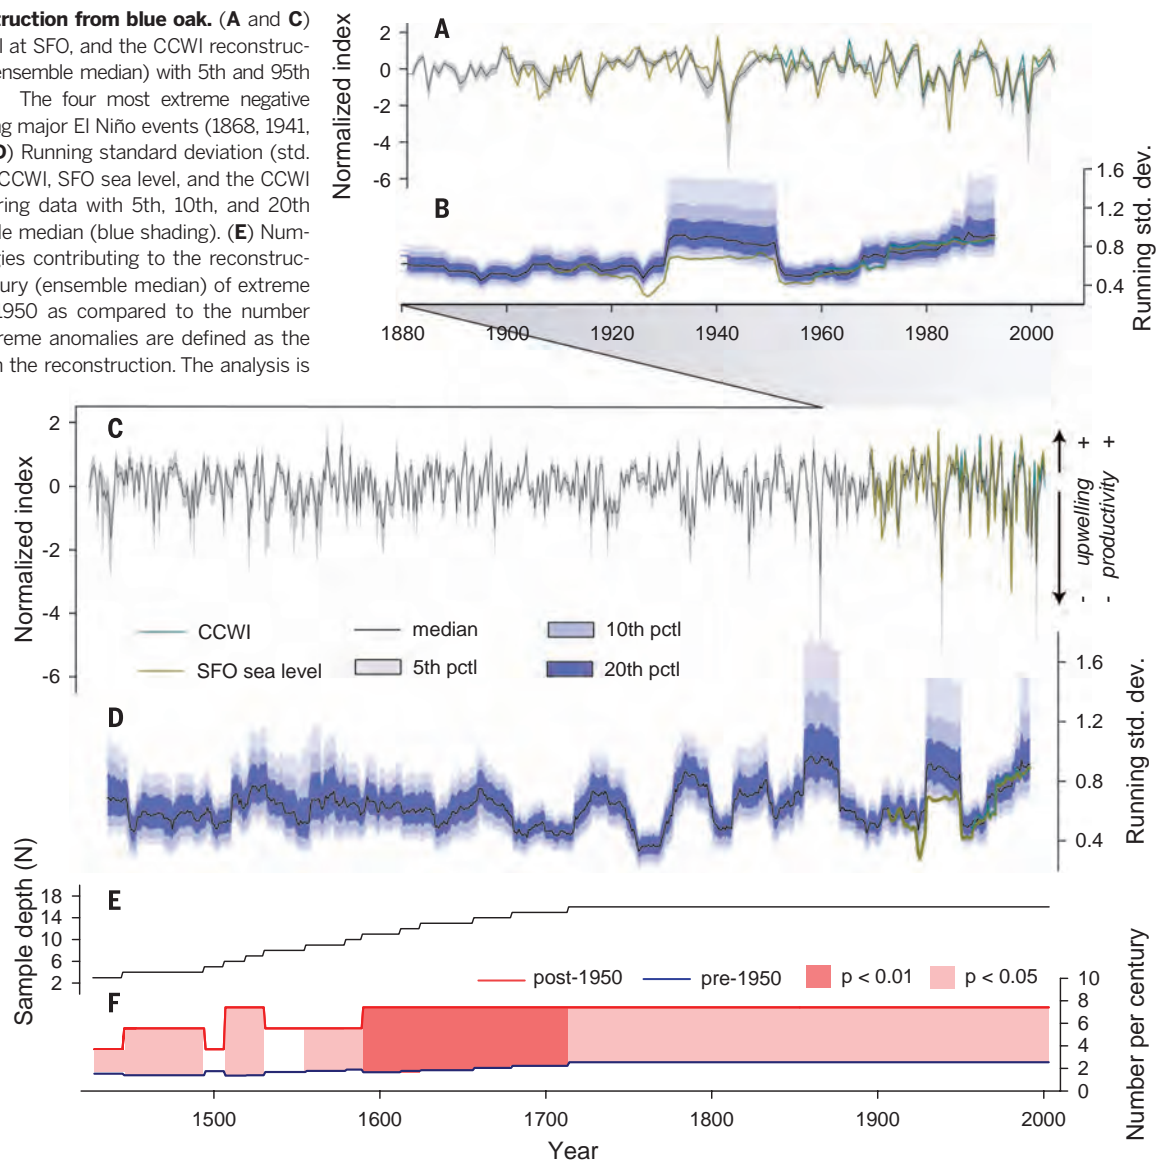 truction from blue oak. (A and C)
l at SFO, and the CCWI reconstruc-
ensemble median) with 5th and 95th
The four most extreme negative
ng major El Niño events (1868, 1941,
D) Running standard deviation (std.
CCWI, SFO sea level, and the CCWI
ring data with 5th, 10th, and 20th
le median (blue shading). (E) Num-
gies contributing to the reconstruc-
ury (ensemble median) of extreme
1950 as compared to the number
reme anomalies are defined as the
n the reconstruction. The analysis is
A
Normalized index
2
0
-2
-4
-6
B
1.6
1.2
0.8
0.4
Running std. dev.
1880
1900
1920
1940
1960
1980
2000
C
Normalized index
2
0
-2
-4
-6
+ +
upwelling
productivity
- -
CCWI
SFO sea level
median
5th pctl
10th pctl
20th pctl
D
1.6
1.2
0.8
0.4
Running std. dev.
E
Sample depth (N)
18
14
10
6
2
post-1950
pre-1950
p < 0.01
p < 0.05
F
10
8
6
4
2
0
Number per century
1500
1600
1700
1800
1900
2000
Year